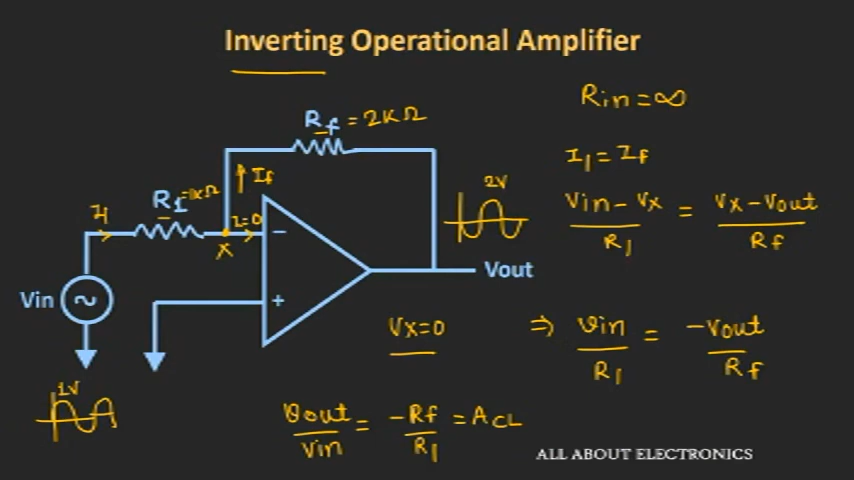 Inverting Operational Amplifier
Rin = ∞
Rf = 2KΩ
I1 = If
If
2V
R1 = 1KΩ
I1
I=0
Vin - Vx / R1 = Vx - Vout / Rf
X
−
+
Vin
Vout
Vx=0
⇒ Vin / R1 = -Vout / Rf
1V
Vout / Vin = -Rf / R1 = ACL
ALL ABOUT ELECTRONICS